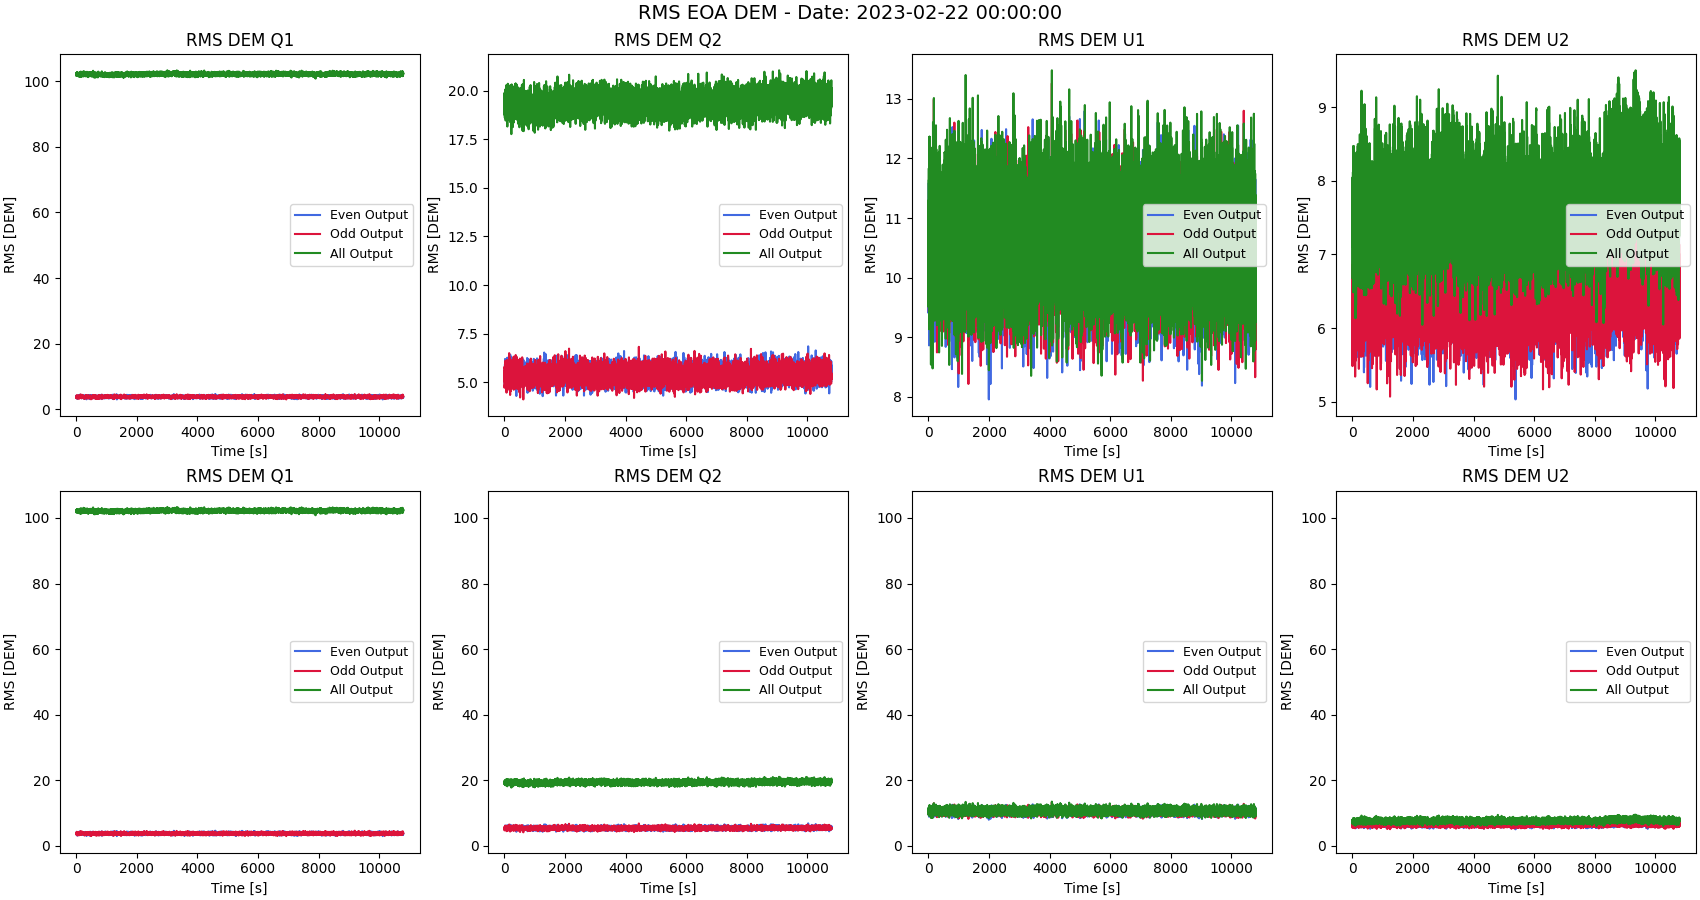 RMS EOA DEM - Date: 2023-02-22 00:00:00
RMS DEM Q1
RMS [DEM]
100
80
60
40
20
0
Even Output
Odd Output
All Output
0 2000 4000 6000 8000 10000
Time [s]
RMS DEM Q2
RMS [DEM]
20.0
17.5
15.0
12.5
10.0
7.5
5.0
Even Output
Odd Output
All Output
0 2000 4000 6000 8000 10000
Time [s]
RMS DEM U1
RMS [DEM]
13
12
11
10
9
8
Even Output
Odd Output
All Output
0 2000 4000 6000 8000 10000
Time [s]
RMS DEM U2
RMS [DEM]
9
8
7
6
5
Even Output
Odd Output
All Output
0 2000 4000 6000 8000 10000
Time [s]
RMS DEM Q1
RMS [DEM]
100
80
60
40
20
0
Even Output
Odd Output
All Output
0 2000 4000 6000 8000 10000
Time [s]
RMS DEM Q2
RMS [DEM]
100
80
60
40
20
0
Even Output
Odd Output
All Output
0 2000 4000 6000 8000 10000
Time [s]
RMS DEM U1
RMS [DEM]
100
80
60
40
20
0
Even Output
Odd Output
All Output
0 2000 4000 6000 8000 10000
Time [s]
RMS DEM U2
RMS [DEM]
100
80
60
40
20
0
Even Output
Odd Output
All Output
0 2000 4000 6000 8000 10000
Time [s]